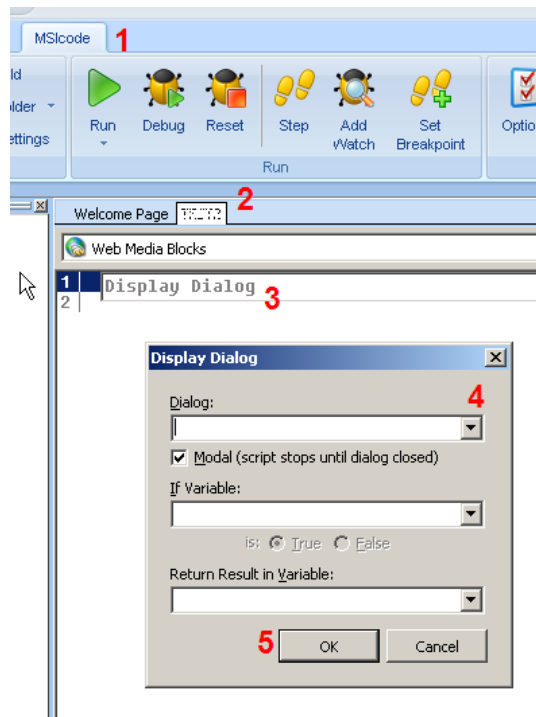 MSIcode 1
ld
older
ettings
Run Debug Reset Step Add Watch Set Breakpoint Optio
Run
2
Welcome Page
Web Media Blocks
1 Display Dialog
2
3
Display Dialog
4
Dialog:
Modal (script stops until dialog closed)
If Variable:
is: True False
Return Result in Variable:
5 OK Cancel